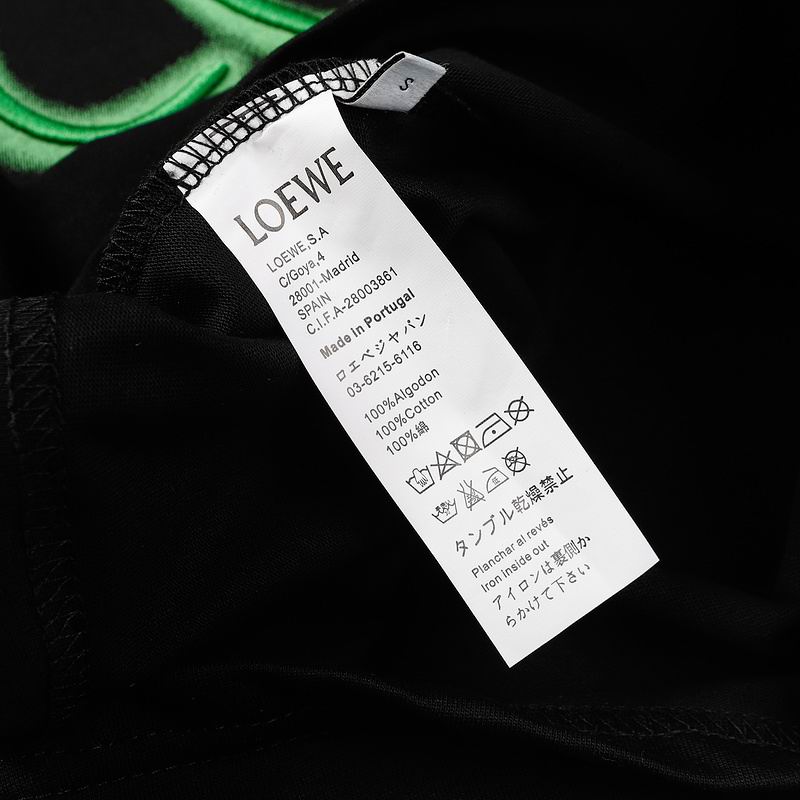 S
LOEWE
LOEWE,S.A
C/Goya,4
28001-Madrid
SPAIN
C.I.F.A-28003861
Made in Portugal
ロエベジャパン
03-6215-6116
100%Algodon
100%Cotton
100%綿
タンブル乾燥禁止
Planchar al revés
Iron inside out
アイロンは裏側か
らかけて下さい